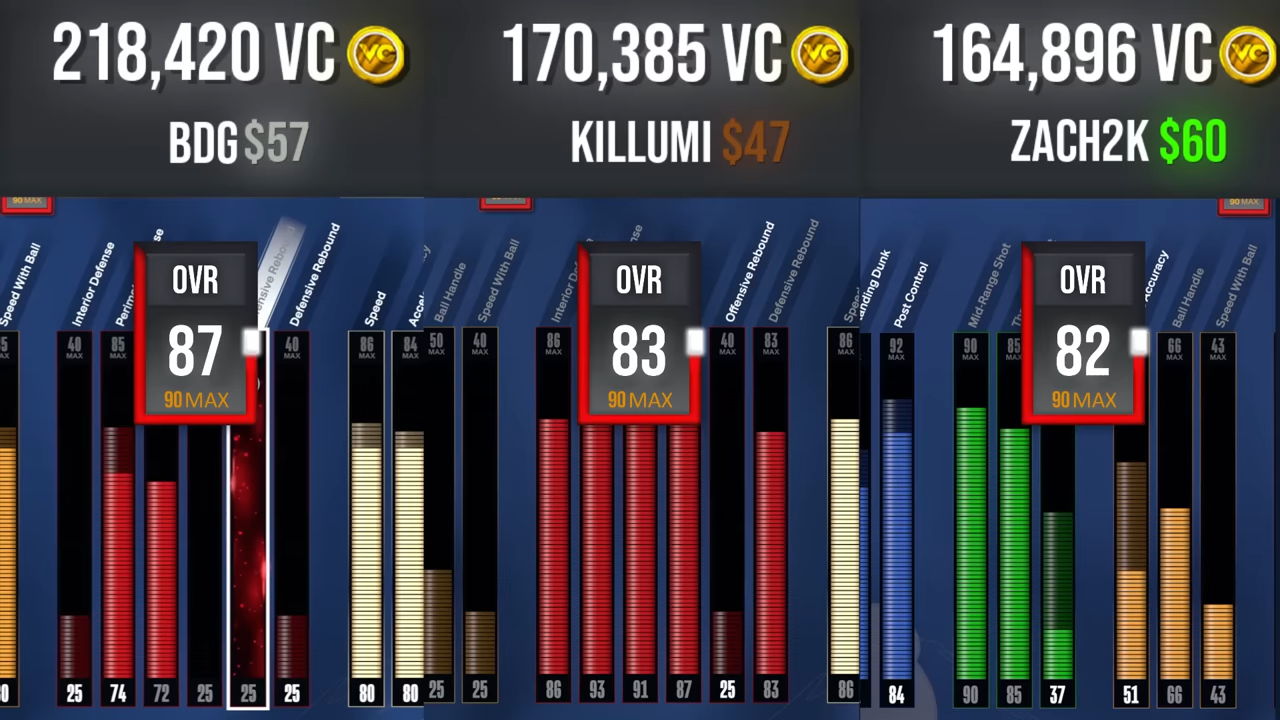 218,420 VC
BDG $57
90 MAX
Speed With Ball
Interior Defense
Defensive Rebound
Speed
OVR
87
90 MAX
40 MAX
85 MAX
40 MAX
86 MAX
84 MAX
25 74 72 25 25 25 80 80
170,385 VC
KILLUMI $47
Ball Handle
Speed With Ball
Offensive Rebound
Defensive Rebound
OVR
83
90 MAX
50 MAX
40 MAX
86 MAX
40 MAX
83 MAX
86 MAX
25 25 86 93 91 87 25 83 86
164,896 VC
ZACH2K $60
90 MAX
Post Control
Mid-Range Shot
Accuracy
Ball Handle
Speed With Ball
OVR
82
90 MAX
92 MAX
90 MAX
85
66 MAX
43 MAX
84 90 85 37 51 66 43